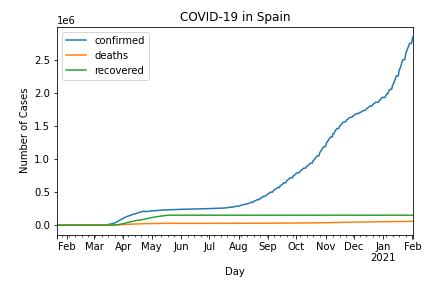 COVID-19 in Spain
1e6
confirmed
deaths
recovered
2.5
2.0
1.5
1.0
0.5
0.0
Number of Cases
Feb Mar Apr May Jun Jul Aug Sep Oct Nov Dec Jan Feb
2021
Day